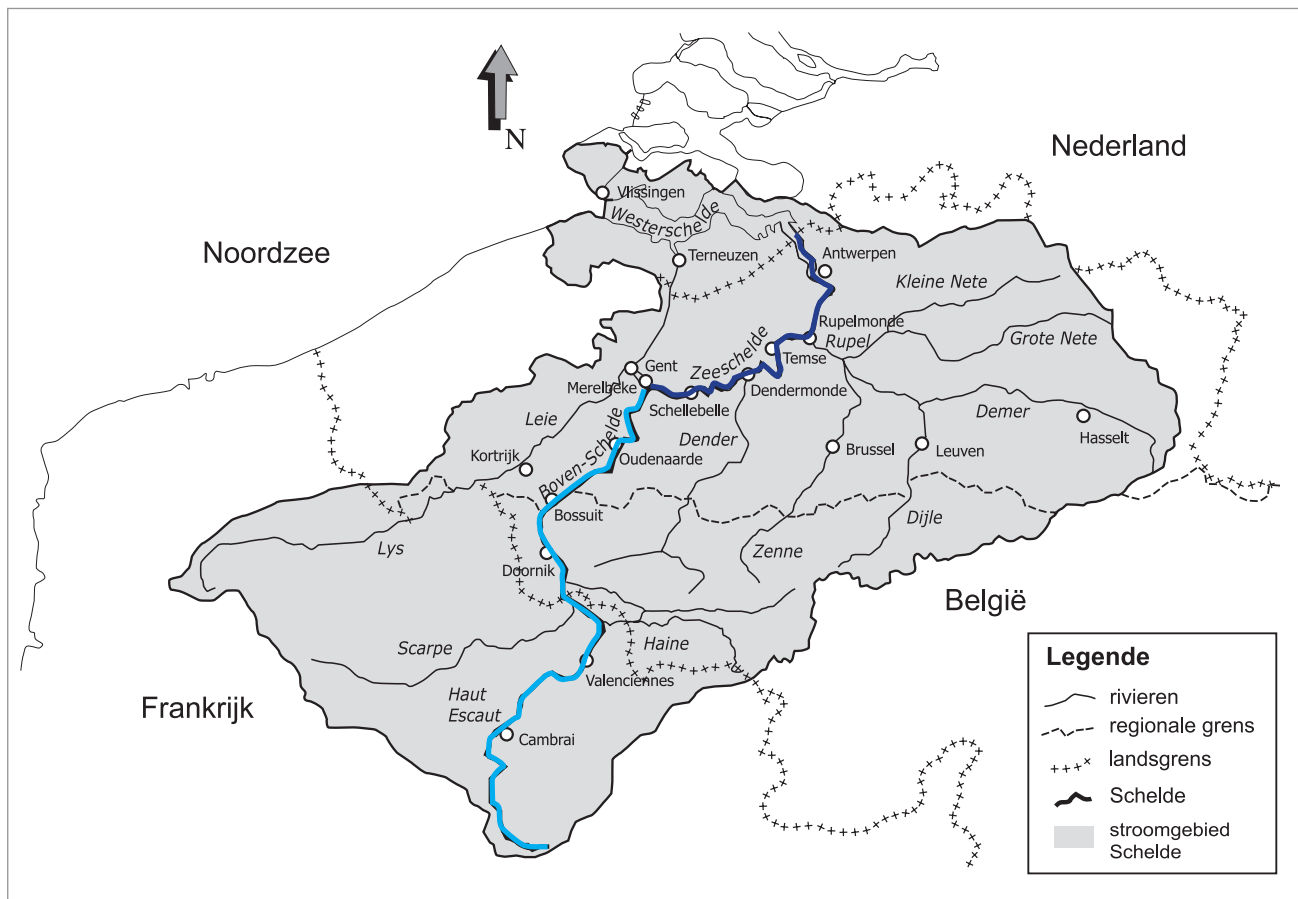 N
Nederland
Vlissingen
Westerschelde
Noordzee
Terneuzen
Antwerpen
Kleine Nete
Rupelmonde
Rupel
Grote Nete
Zeeschelde
Temse
Gent
Merelbeke
Dendermonde
Schellebelle
Leie
Demer
Hasselt
Dender
Boven-Schelde
Brussel
Leuven
Kortrijk
Oudenaarde
Bossuit
Dijle
Lys
Zenne
Doornik
België
Scarpe
Haine
Valenciennes
Haut
Escaut
Frankrijk
Cambrai
Legende
rivieren
regionale grens
landsgrens
Schelde
stroomgebied
Schelde